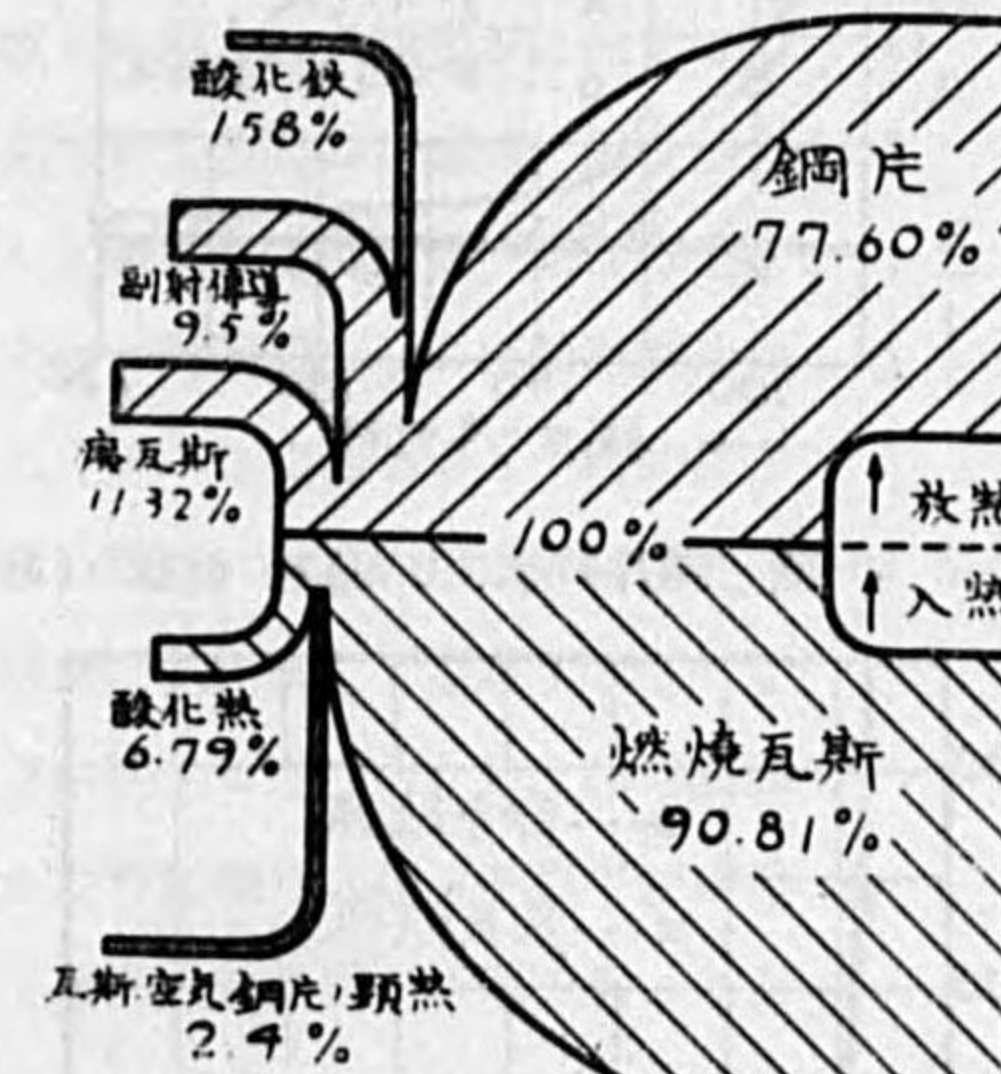 酸化鉄
1.58%
鋼片
77.60%
副射傳導
9.5%
瓦斯
11.32%
100%
放熱
入熱
酸化熱
6.79%
燃燒瓦斯
90.81%
瓦斯.空気鋼片ノ顕熱
2.4%